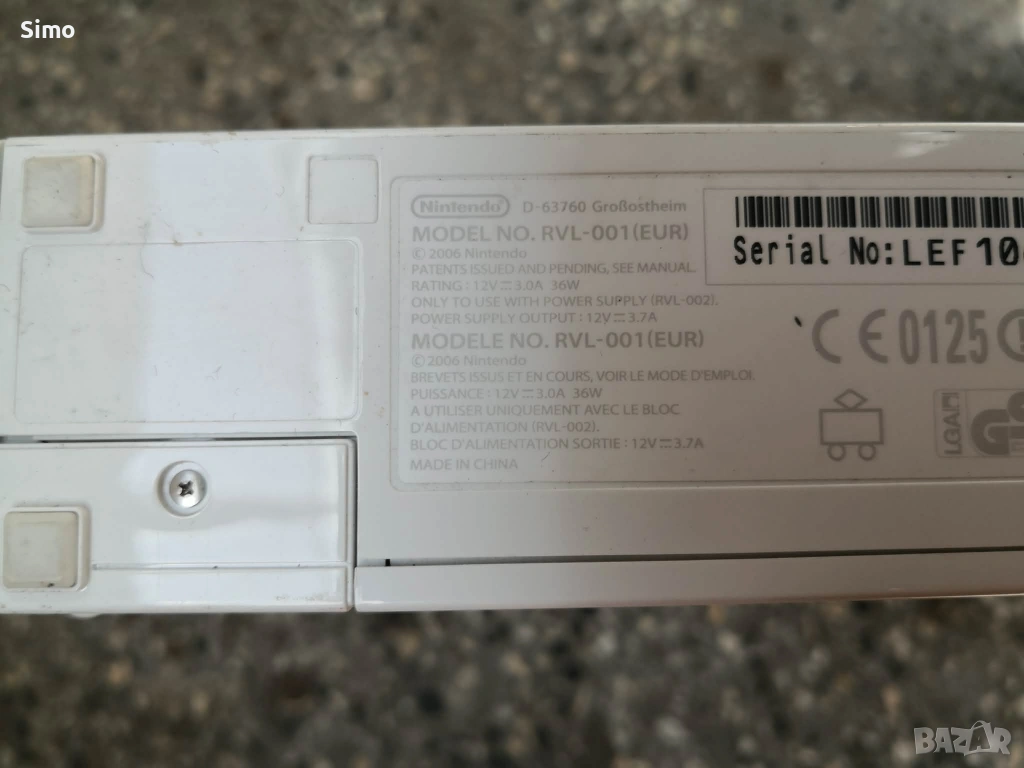 Simo
Nintendo D-63760 Großostheim
MODEL NO. RVL-001(EUR)
© 2006 Nintendo
PATENTS ISSUED AND PENDING, SEE MANUAL.
RATING : 12V⎓3.0A 36W
ONLY TO USE WITH POWER SUPPLY (RVL-002).
POWER SUPPLY OUTPUT : 12V⎓3.7A
MODELE NO. RVL-001(EUR)
© 2006 Nintendo
BREVETS ISSUS ET EN COURS, VOIR LE MODE D'EMPLOI.
PUISSANCE : 12V⎓3.0A 36W
A UTILISER UNIQUEMENT AVEC LE BLOC
D'ALIMENTATION (RVL-002).
BLOC D'ALIMENTATION SORTIE : 12V⎓3.7A
MADE IN CHINA
Serial No:LEF10
CE0125
LGAI
GS
BAZAR